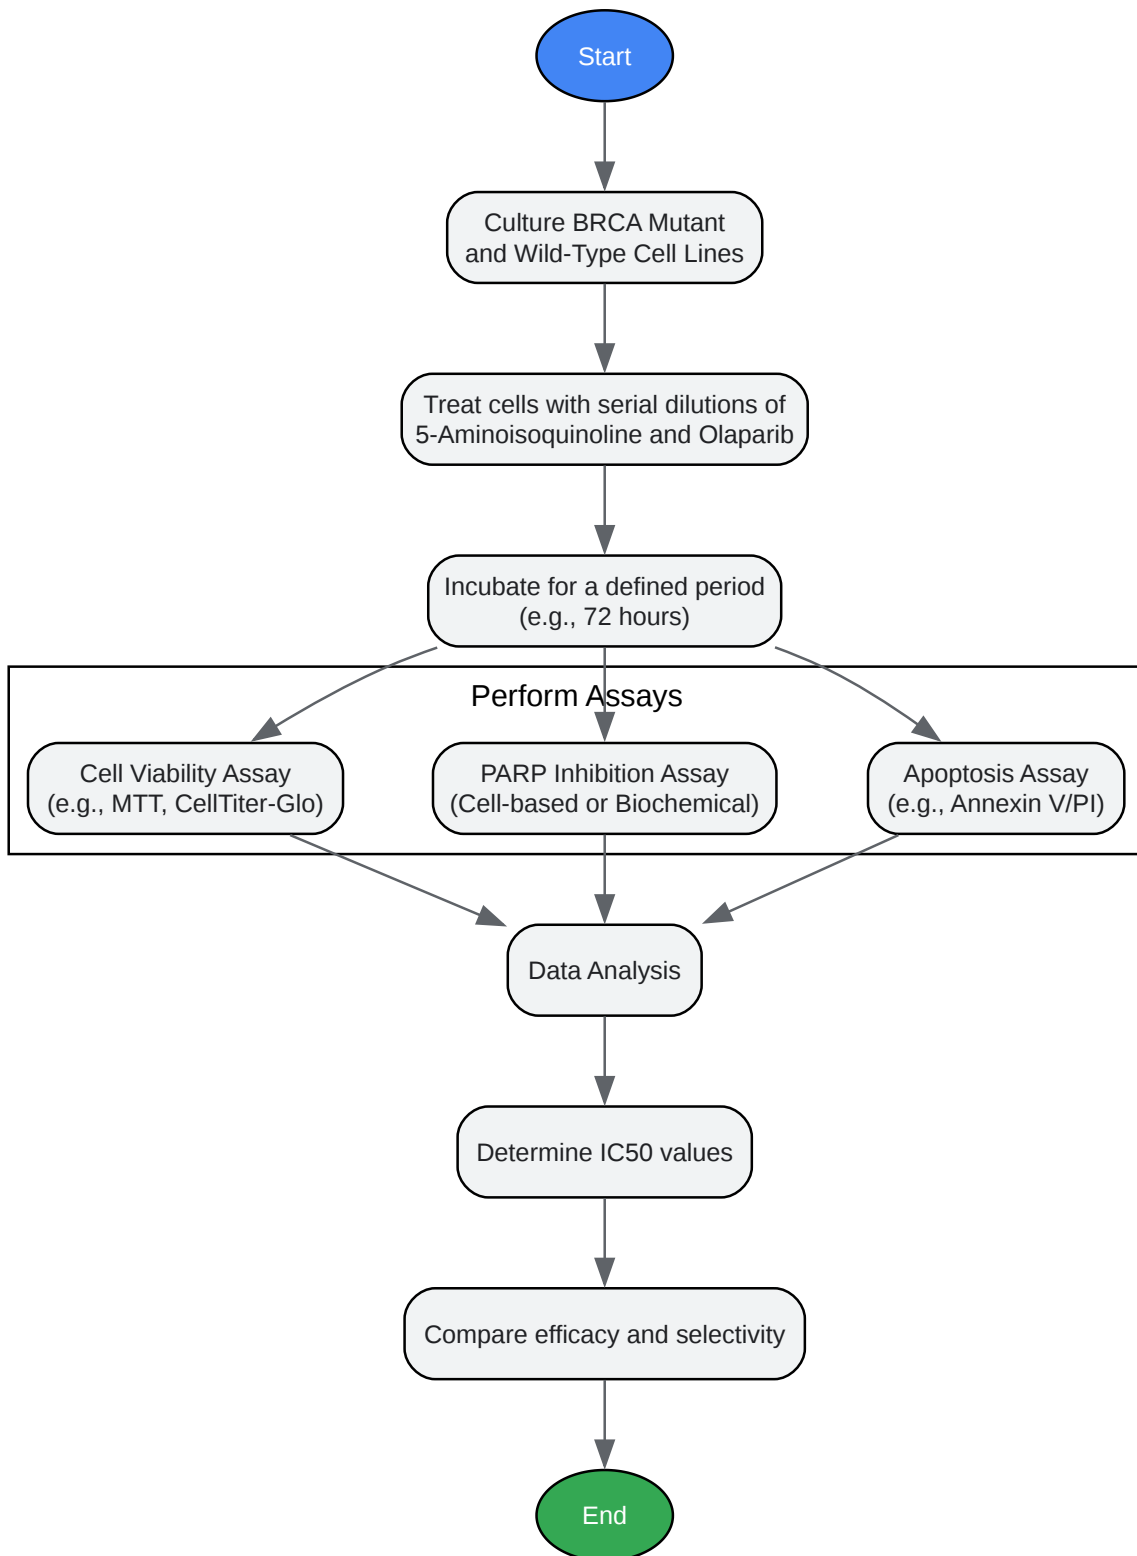 Start
Culture BRCA Mutant
and Wild-Type Cell Lines
Treat cells with serial dilutions of
5-Aminoisoquinoline and Olaparib
Incubate for a defined period
(e.g., 72 hours)
Perform Assays
Cell Viability Assay
(e.g., MTT, CellTiter-Glo)
PARP Inhibition Assay
(Cell-based or Biochemical)
Apoptosis Assay
(e.g., Annexin V/PI)
Data Analysis
Determine IC50 values
Compare efficacy and selectivity
End